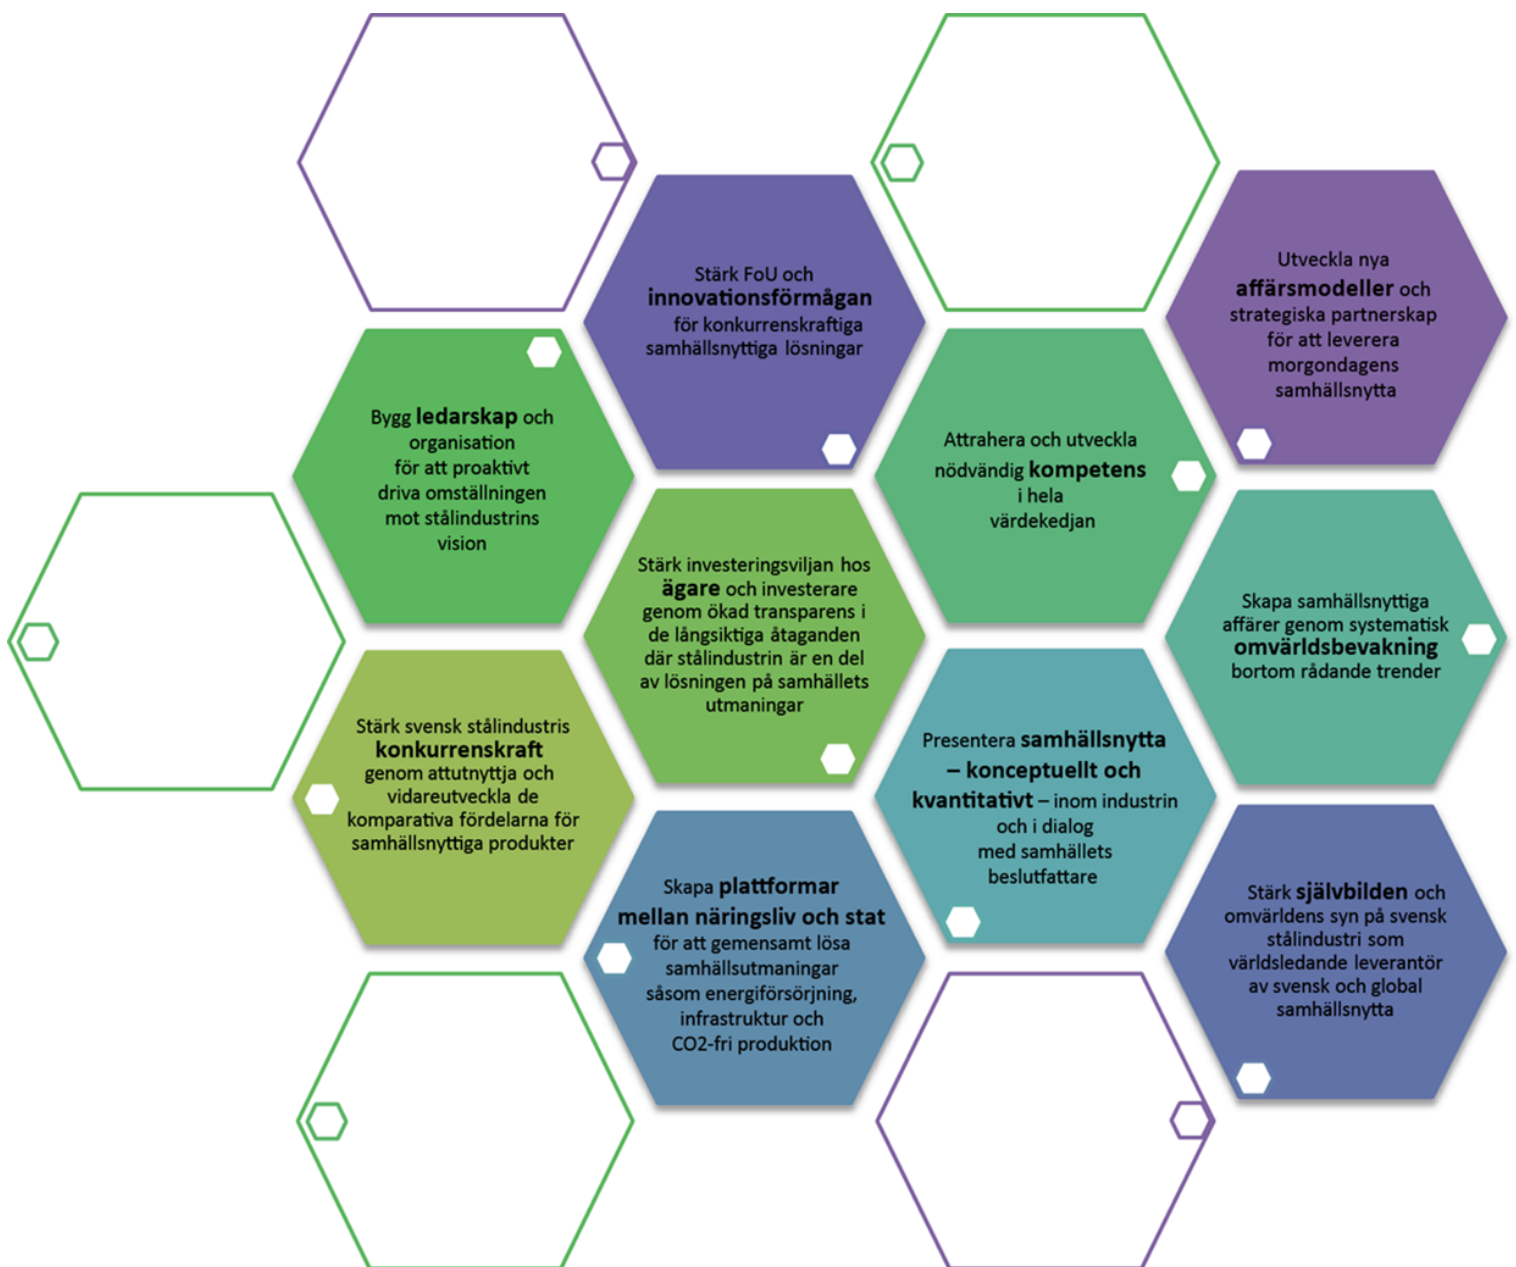 Stärk FoU och
innovationsförmågan
för konkurrenskraftiga
samhällsnyttiga lösningar
Utveckla nya
affärsmodeller och
strategiska partnerskap
för att leverera
morgondagens
samhällsnytta
Bygg ledarskap och
organisation
för att proaktivt
driva omställningen
mot stålindustrins
vision
Attrahera och utveckla
nödvändig kompetens
i hela
värdekedjan
Stärk investeringsviljan hos
ägare och investerare
genom ökad transparens i
de långsiktiga åtaganden
där stålindustrin är en del
av lösningen på samhällets
utmaningar
Skapa samhällsnyttiga
affärer genom systematisk
omvärldsbevakning
bortom rådande trender
Stärk svensk stålindustris
konkurrenskraft
genom attutnyttja och
vidareutveckla de
komparativa fördelarna för
samhällsnyttiga produkter
Presentera samhällsnytta
– konceptuellt och
kvantitativt – inom industrin
och i dialog
med samhällets
beslutfattare
Skapa plattformar
mellan näringsliv och stat
för att gemensamt lösa
samhällsutmaningar
såsom energiförsörjning,
infrastruktur och
CO2-fri produktion
Stärk självbilden och
omvärldens syn på svensk
stålindustri som
världsledande leverantör
av svensk och global
samhällsnytta